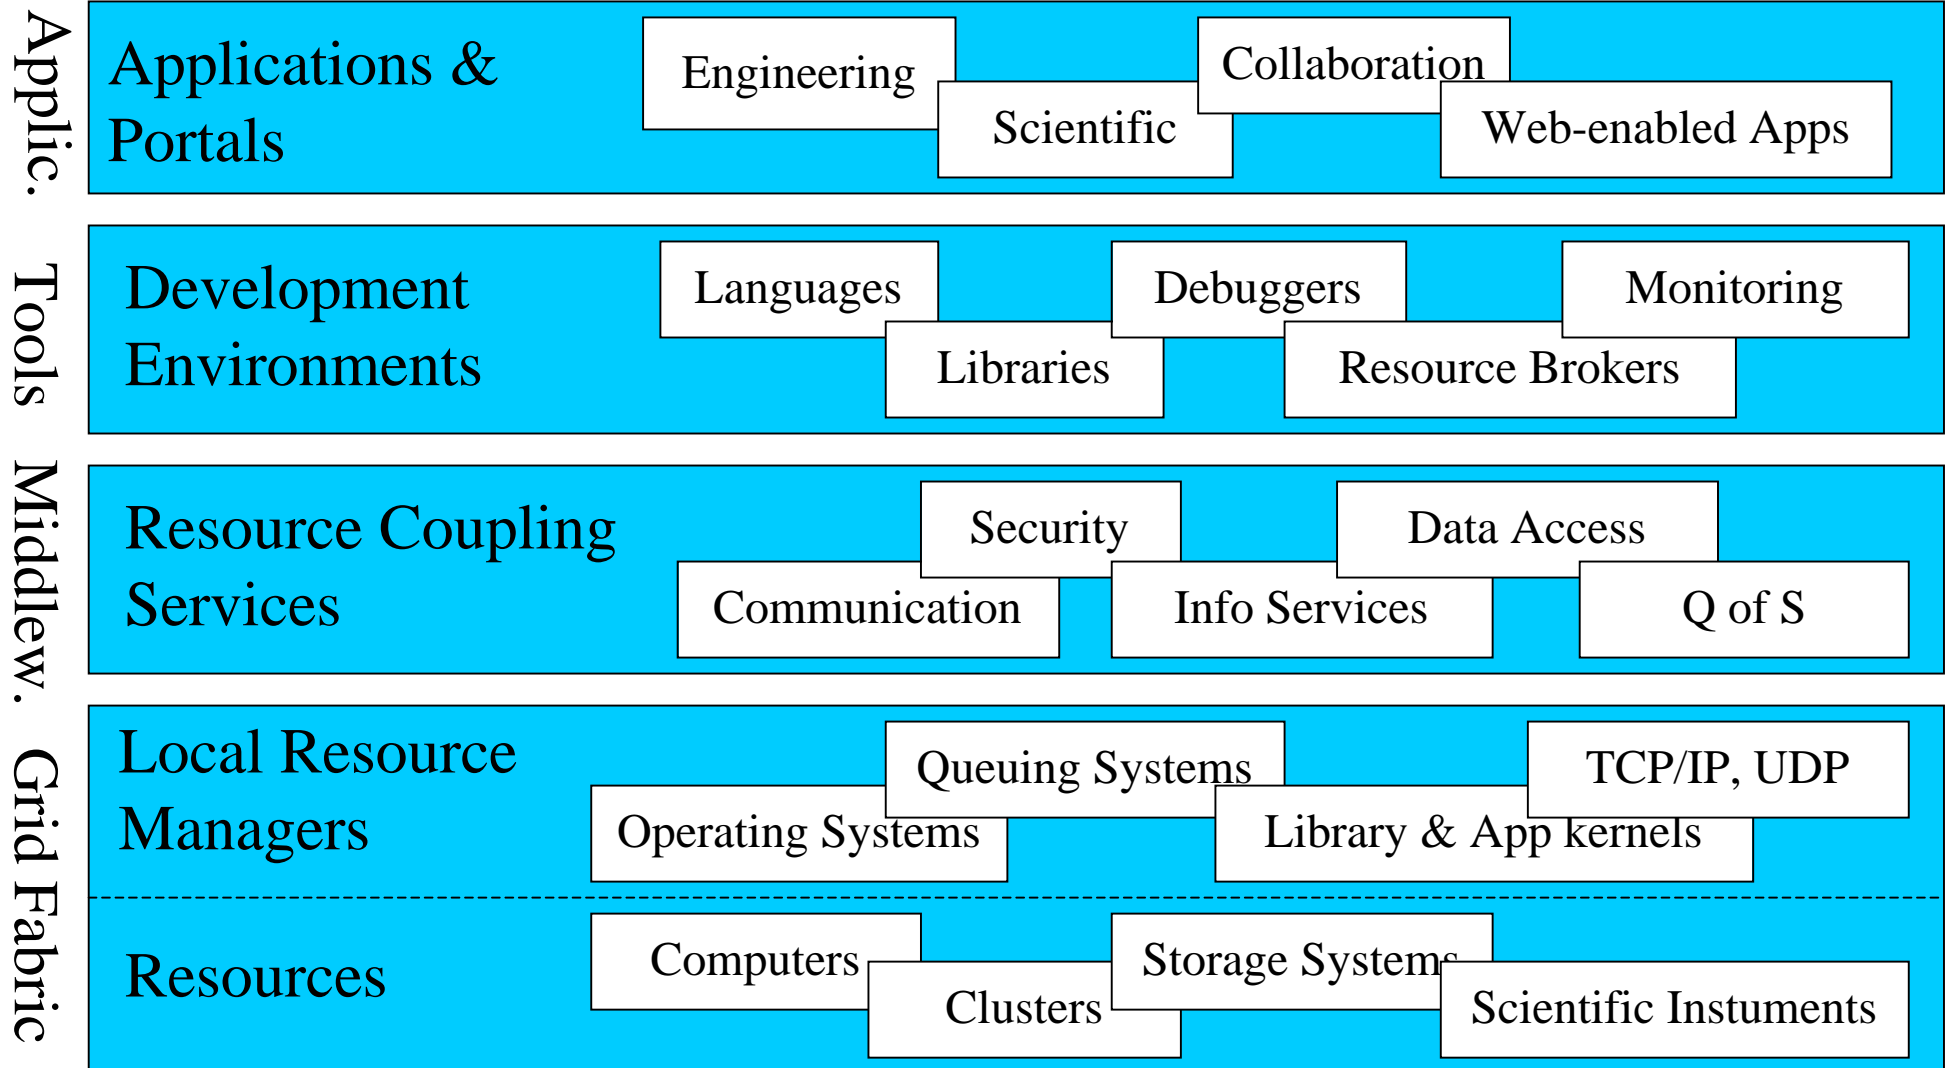 Applic.
Applications &
Portals
Engineering
Scientific
Collaboration
Web-enabled Apps
Tools
Development
Environments
Languages
Libraries
Debuggers
Resource Brokers
Monitoring
Middlew.
Resource Coupling
Services
Communication
Security
Info Services
Data Access
Q of S
Grid Fabric
Local Resource
Managers
Operating Systems
Queuing Systems
Library & App kernels
TCP/IP, UDP
Resources
Computers
Clusters
Storage Systems
Scientific Instuments